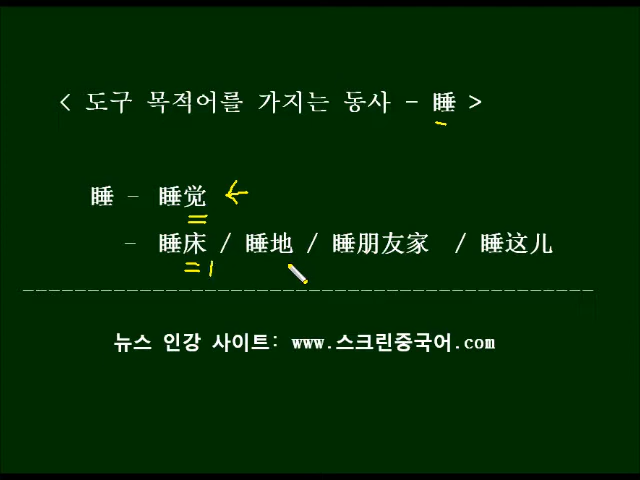 < 도구 목적어를 가지는 동사 - 睡 >
睡 - 睡觉
- 睡床 / 睡地 / 睡朋友家 / 睡这儿
뉴스 인강 사이트: www.스크린중국어.com